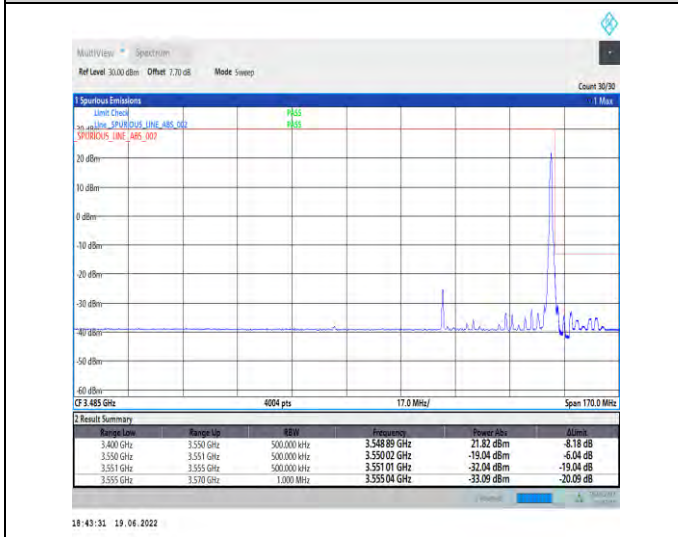 MultiView Spectrum
Ref Level 30.00 dBm Offset 7.70 dB Mode Sweep
Count 30/30
1 Spurious Emissions 1 Max
Limit Check PASS
Line _SPURIOUS_LINE_ABS_002 PASS
_SPURIOUS_LINE_ABS_002
20 dBm
10 dBm
0 dBm
-10 dBm
-20 dBm
-30 dBm
-40 dBm
-50 dBm
-60 dBm
CF 3.485 GHz 4004 pts 17.0 MHz/ Span 170.0 MHz
2 Result Summary
Range Low Range Up RBW Frequency Power Abs ΔLimit
3.400 GHz 3.550 GHz 500.000 kHz 3.548 89 GHz 21.82 dBm -8.18 dB
3.550 GHz 3.551 GHz 500.000 kHz 3.550 02 GHz -19.04 dBm -6.04 dB
3.551 GHz 3.555 GHz 500.000 kHz 3.551 01 GHz -32.04 dBm -19.04 dB
3.555 GHz 3.570 GHz 1.000 MHz 3.555 04 GHz -33.09 dBm -20.09 dB
18:43:31 19.06.2022